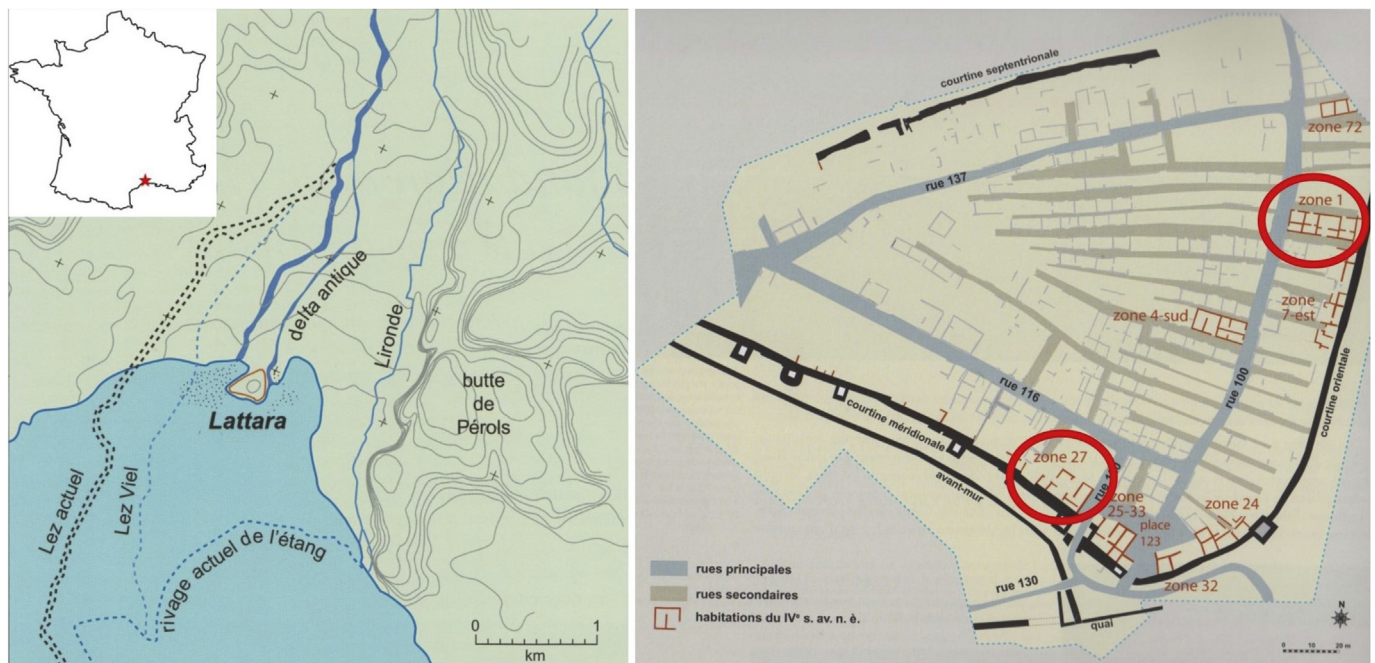 Lattara
delta antique
Lironde
butte
de
Pérols
Lez actuel
Lez Viel
rivage actuel de l'étang
0
1
km
courtine septentrionale
zone 72
rue 137
zone 1
zone
7-est
zone 4-sud
rue 100
courtine orientale
rue 116
courtine méridionale
avant-mur
zone 27
zone
25-33
place
123
zone 24
zone 32
rue 130
quai
rues principales
rues secondaires
habitations du IVe s. av. n. è.
N
0
10
20 m